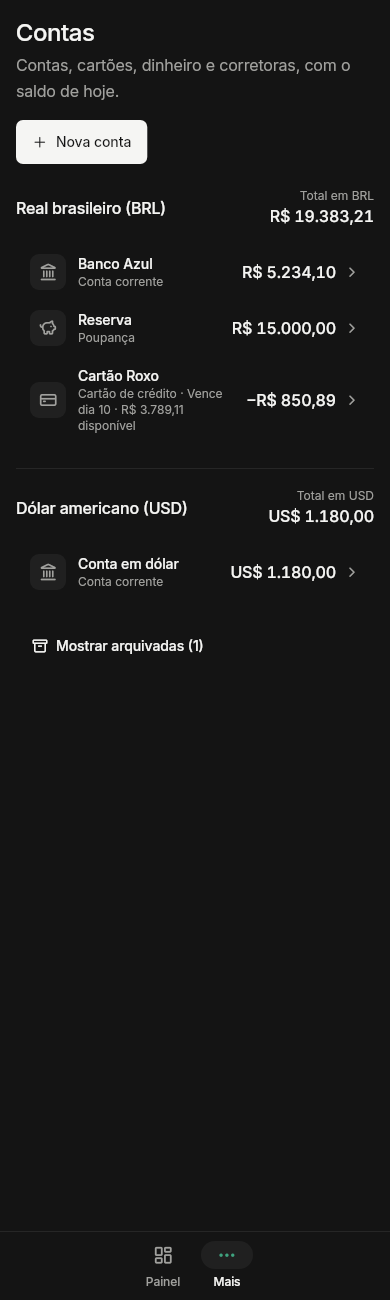 Contas
Contas, cartões, dinheiro e corretoras, com o
saldo de hoje.
Nova conta
Real brasileiro (BRL)
Total em BRL
R$ 19.383,21
Banco Azul
Conta corrente
R$ 5.234,10
Reserva
Poupança
R$ 15.000,00
Cartão Roxo
Cartão de crédito · Vence
dia 10 · R$ 3.789,11
disponível
−R$ 850,89
Dólar americano (USD)
Total em USD
US$ 1.180,00
Conta em dólar
Conta corrente
US$ 1.180,00
Mostrar arquivadas (1)
Painel
Mais